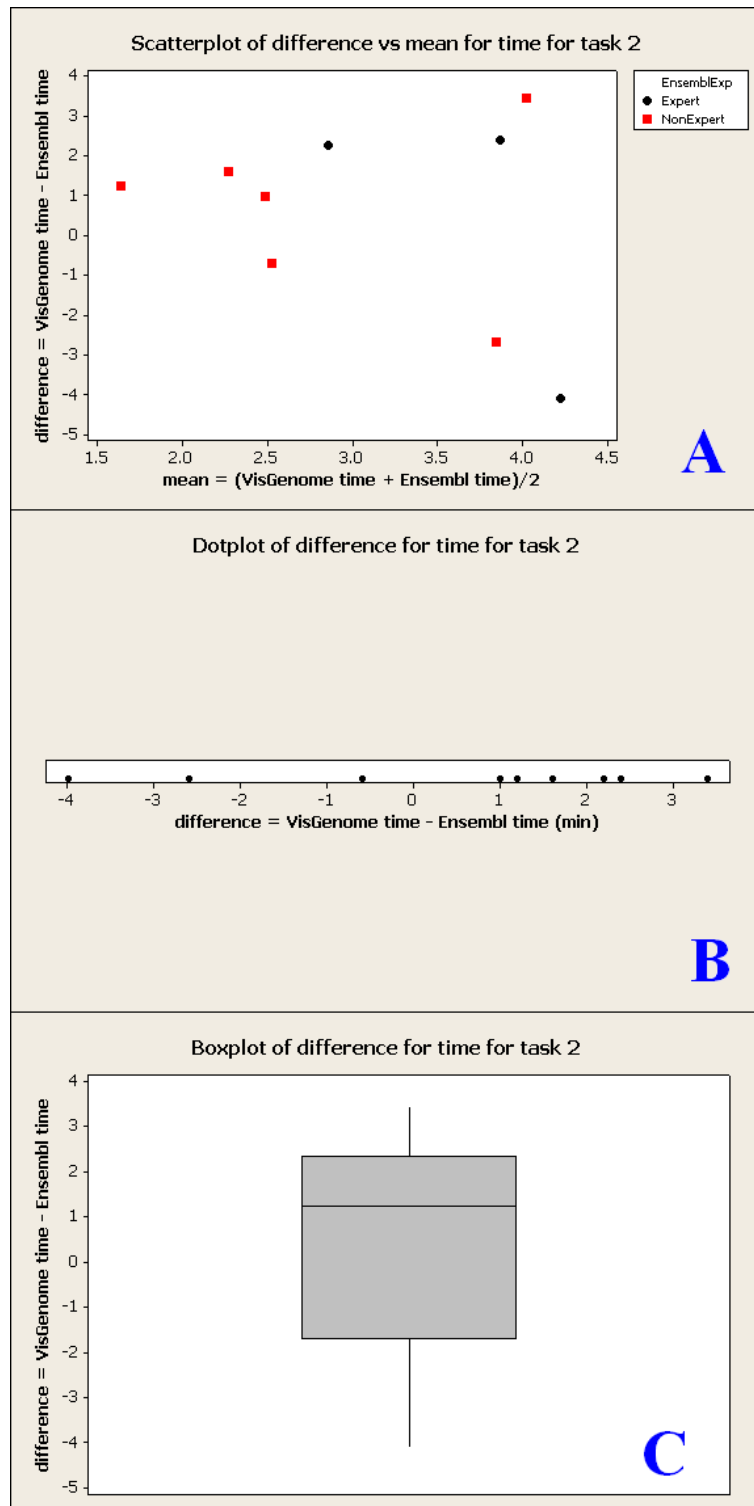 Scatterplot of difference vs mean for time for task 2
difference = VisGenome time - Ensembl time
4
3
2
1
0
-1
-2
-3
-4
-5
1.5 2.0 2.5 3.0 3.5 4.0 4.5
mean = (VisGenome time + Ensembl time)/2
EnsemblExp
Expert
NonExpert
A
Dotplot of difference for time for task 2
-4 -3 -2 -1 0 1 2 3
difference = VisGenome time - Ensembl time (min)
B
Boxplot of difference for time for task 2
difference = VisGenome time - Ensembl time
4
3
2
1
0
-1
-2
-3
-4
-5
C